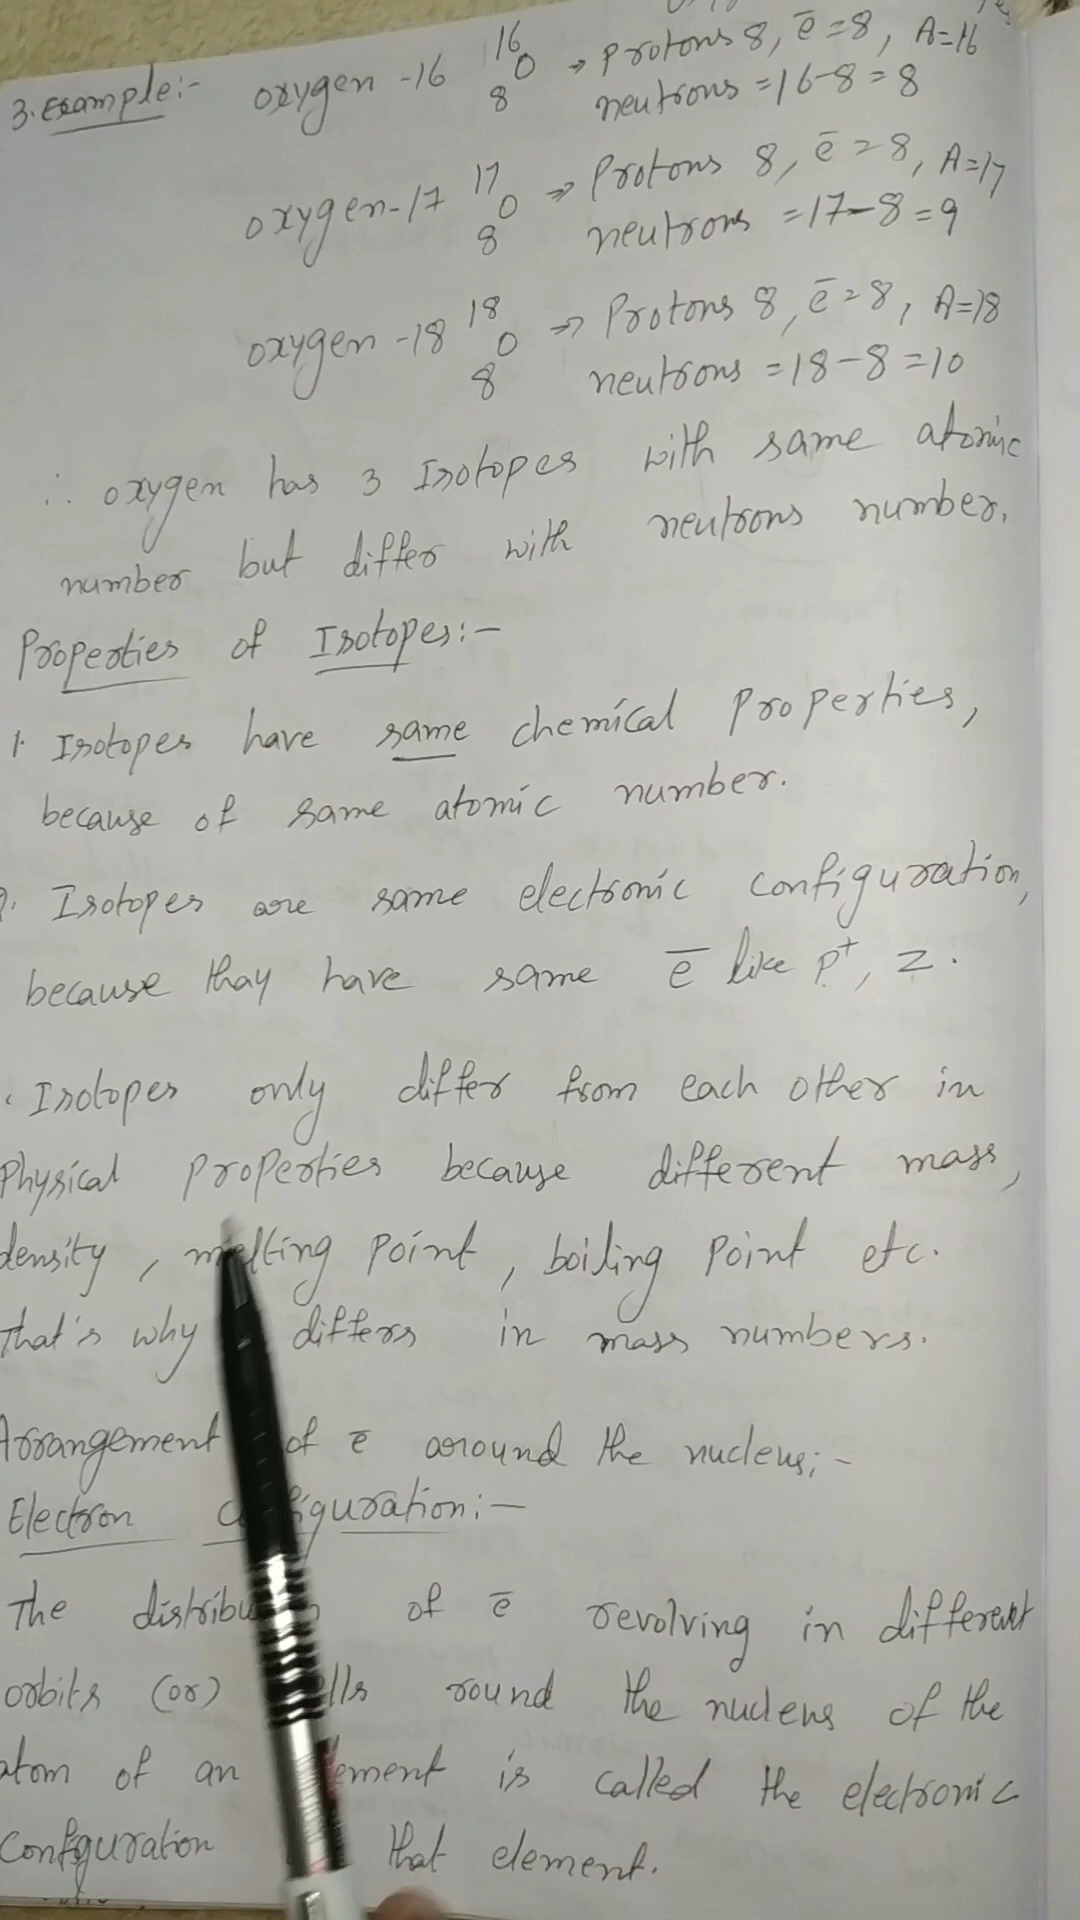 3. Example:- oxygen -16 16 8 O → Protons 8, ē=8, A=16
neutrons =16-8=8
oxygen-17 17 8 O ⇒ Protons 8, ē=8, A=17
neutrons =17-8=9
oxygen -18 18 8 O ⇒ Protons 8, ē=8, A=18
neutrons =18-8=10
∴ oxygen has 3 Isotopes with same atomic
number but differ with neutrons number.
Properties of Isotopes:-
1. Isotopes have same chemical Properties,
because of same atomic number.
2. Isotopes are same electronic configuration,
because thay have same ē like p+, z.
. Isotopes only differ from each other in
Physical Properties because different mass,
density, melting Point, boiling Point etc.
That's why differs in mass numbers.
Arrangement of ē around the nucleus;-
Electron Configuration:-
The distribu of ē revolving in different
orbits (or) lls round the nucleus of the
atom of an lement is called the electronic
Configuration that element.